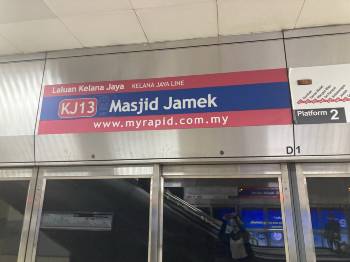 Laluan Kelana Jaya KELANA JAYA LINE
KJ13 Masjid Jamek
www.myrapid.com.my
Platform 2
D1